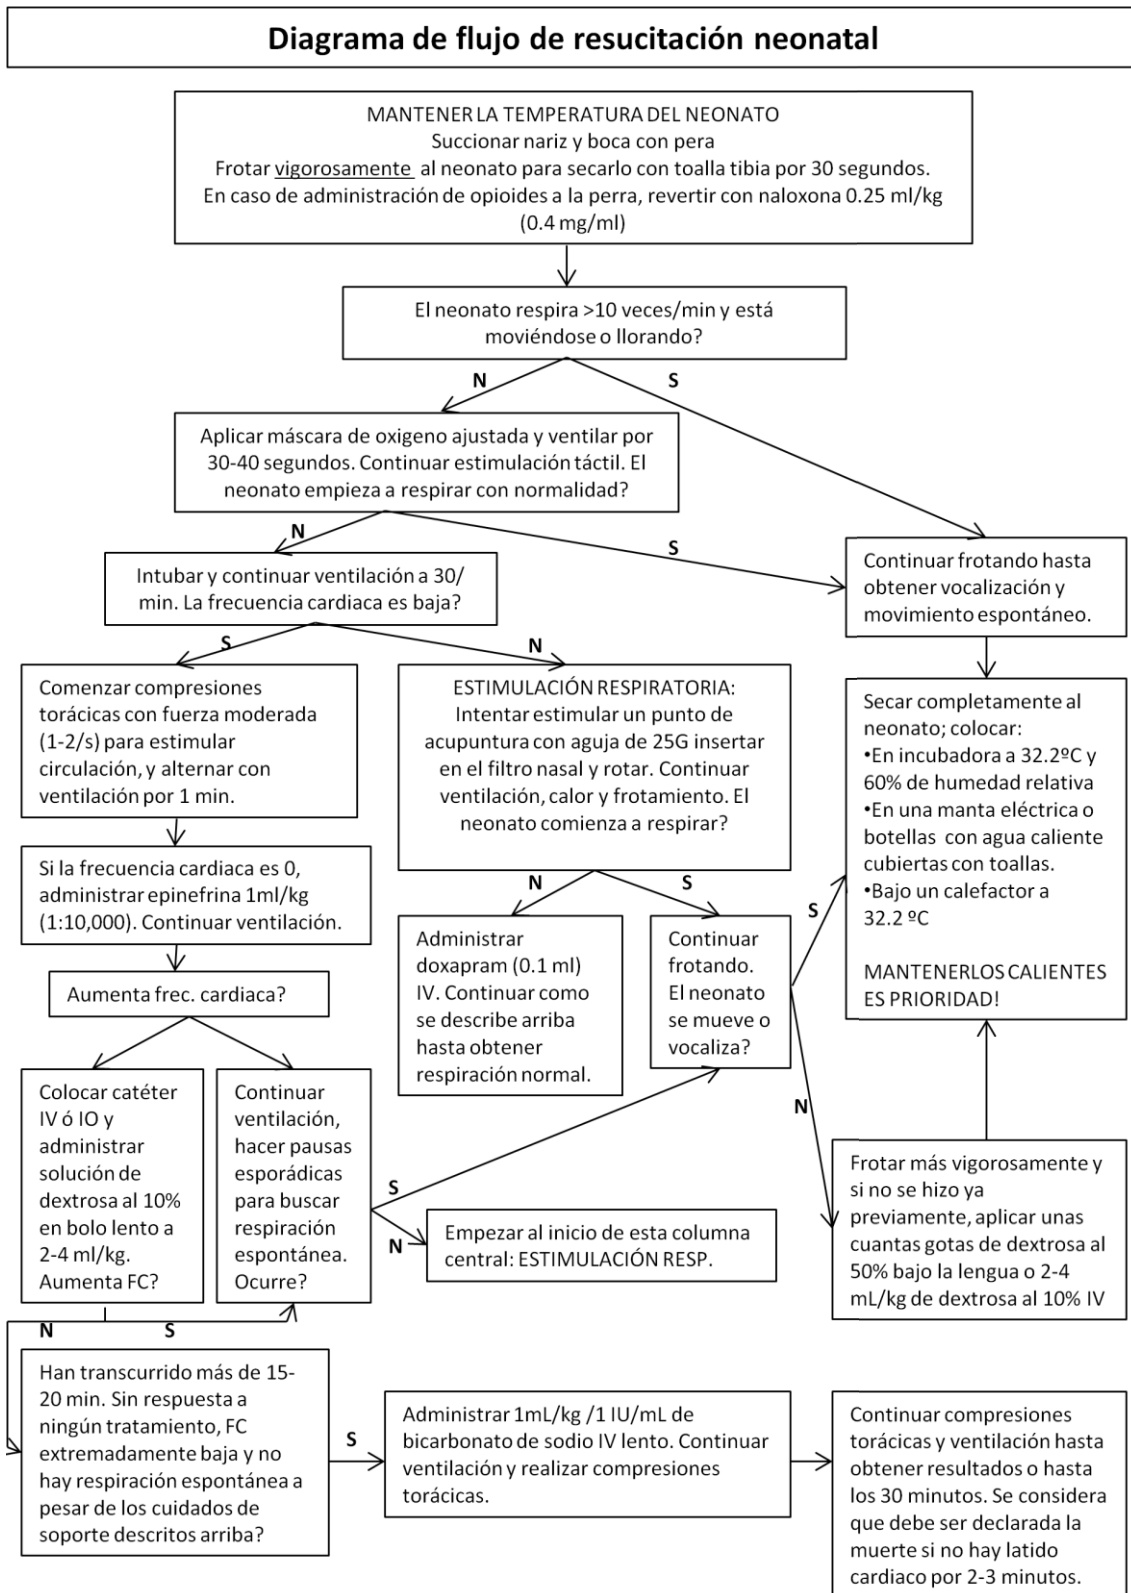 Diagrama de flujo de resucitación neonatal
MANTENER LA TEMPERATURA DEL NEONATO
Succionar nariz y boca con pera
Frotar vigorosamente al neonato para secarlo con toalla tibia por 30 segundos.
En caso de administración de opioides a la perra, revertir con naloxona 0.25 ml/kg
(0.4 mg/ml)
El neonato respira >10 veces/min y está
moviéndose o llorando?
N
S
Aplicar máscara de oxigeno ajustada y ventilar por
30-40 segundos. Continuar estimulación táctil. El
neonato empieza a respirar con normalidad?
N
S
Continuar frotando hasta
obtener vocalización y
movimiento espontáneo.
Intubar y continuar ventilación a 30/
min. La frecuencia cardiaca es baja?
S
N
Comenzar compresiones
torácicas con fuerza moderada
(1-2/s) para estimular
circulación, y alternar con
ventilación por 1 min.
ESTIMULACIÓN RESPIRATORIA:
Intentar estimular un punto de
acupuntura con aguja de 25G insertar
en el filtro nasal y rotar. Continuar
ventilación, calor y frotamiento. El
neonato comienza a respirar?
Secar completamente al
neonato; colocar:
•En incubadora a 32.2ºC y
60% de humedad relativa
•En una manta eléctrica o
botellas con agua caliente
cubiertas con toallas.
•Bajo un calefactor a
32.2 ºC
MANTENERLOS CALIENTES
ES PRIORIDAD!
Si la frecuencia cardiaca es 0,
administrar epinefrina 1ml/kg
(1:10,000). Continuar ventilación.
N
S
S
Administrar
doxapram (0.1 ml)
IV. Continuar como
se describe arriba
hasta obtener
respiración normal.
Continuar
frotando.
El neonato
se mueve o
vocaliza?
Aumenta frec. cardiaca?
N
Colocar catéter
IV ó IO y
administrar
solución de
dextrosa al 10%
en bolo lento a
2-4 ml/kg.
Aumenta FC?
Continuar
ventilación,
hacer pausas
esporádicas
para buscar
respiración
espontánea.
Ocurre?
S
N
Empezar al inicio de esta columna
central: ESTIMULACIÓN RESP.
Frotar más vigorosamente y
si no se hizo ya
previamente, aplicar unas
cuantas gotas de dextrosa al
50% bajo la lengua o 2-4
mL/kg de dextrosa al 10% IV
N
S
Han transcurrido más de 15-
20 min. Sin respuesta a
ningún tratamiento, FC
extremadamente baja y no
hay respiración espontánea a
pesar de los cuidados de
soporte descritos arriba?
S
Administrar 1mL/kg /1 IU/mL de
bicarbonato de sodio IV lento. Continuar
ventilación y realizar compresiones
torácicas.
Continuar compresiones
torácicas y ventilación hasta
obtener resultados o hasta
los 30 minutos. Se considera
que debe ser declarada la
muerte si no hay latido
cardiaco por 2-3 minutos.